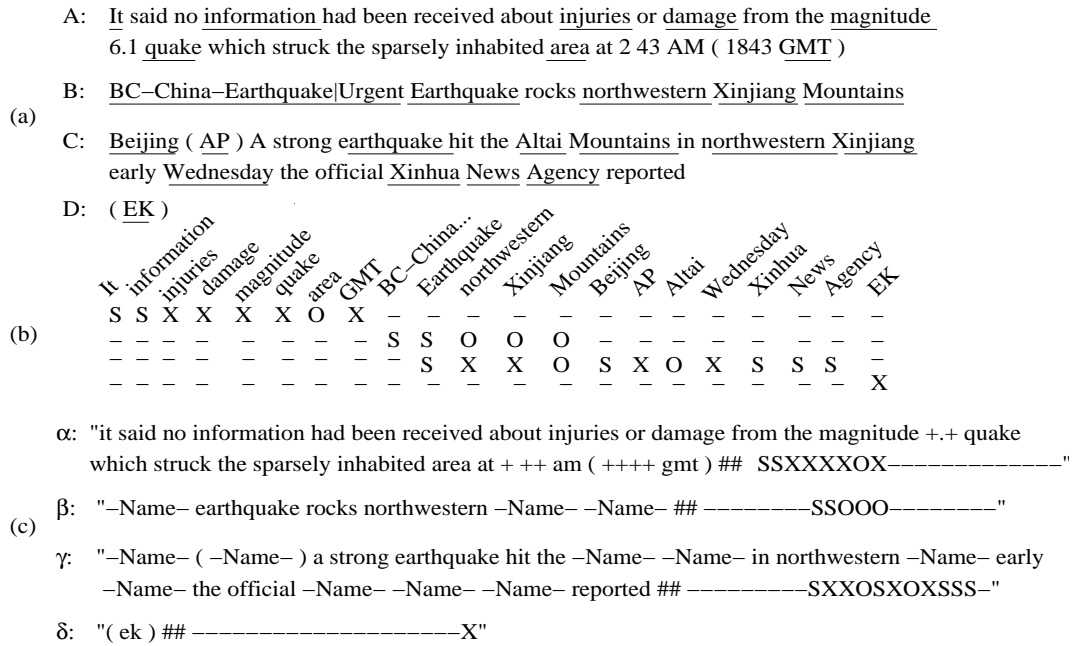 A: It said no information had been received about injuries or damage from the magnitude
6.1 quake which struck the sparsely inhabited area at 2 43 AM ( 1843 GMT )
B: BC–China–Earthquake|Urgent Earthquake rocks northwestern Xinjiang Mountains
(a)
C: Beijing ( AP ) A strong earthquake hit the Altai Mountains in northwestern Xinjiang
early Wednesday the official Xinhua News Agency reported
D: ( EK )
It information injuries damage magnitude quake area GMT BC–China... Earthquake northwestern Xinjiang Mountains Beijing AP Altai Wednesday Xinhua News Agency EK
S S X X X X O X – – – – – – – – – – – – –
(b)
– – – – – – – – S S O O O – – – – – – – –
– – – – – – – – – S X X O S X O X S S S –
– – – – – – – – – – – – – – – – – – – – X
α: "it said no information had been received about injuries or damage from the magnitude +.+ quake
which struck the sparsely inhabited area at + ++ am ( ++++ gmt ) ## SSXXXXOX–––––––––––––"
β: "–Name– earthquake rocks northwestern –Name– –Name– ## ––––––––SSOOO––––––––"
(c)
γ: "–Name– ( –Name– ) a strong earthquake hit the –Name– –Name– in northwestern –Name– early
–Name– the official –Name– –Name– –Name– reported ## –––––––––SXXOSXOXSSS–"
δ: "( ek ) ## ––––––––––––––––––––X"